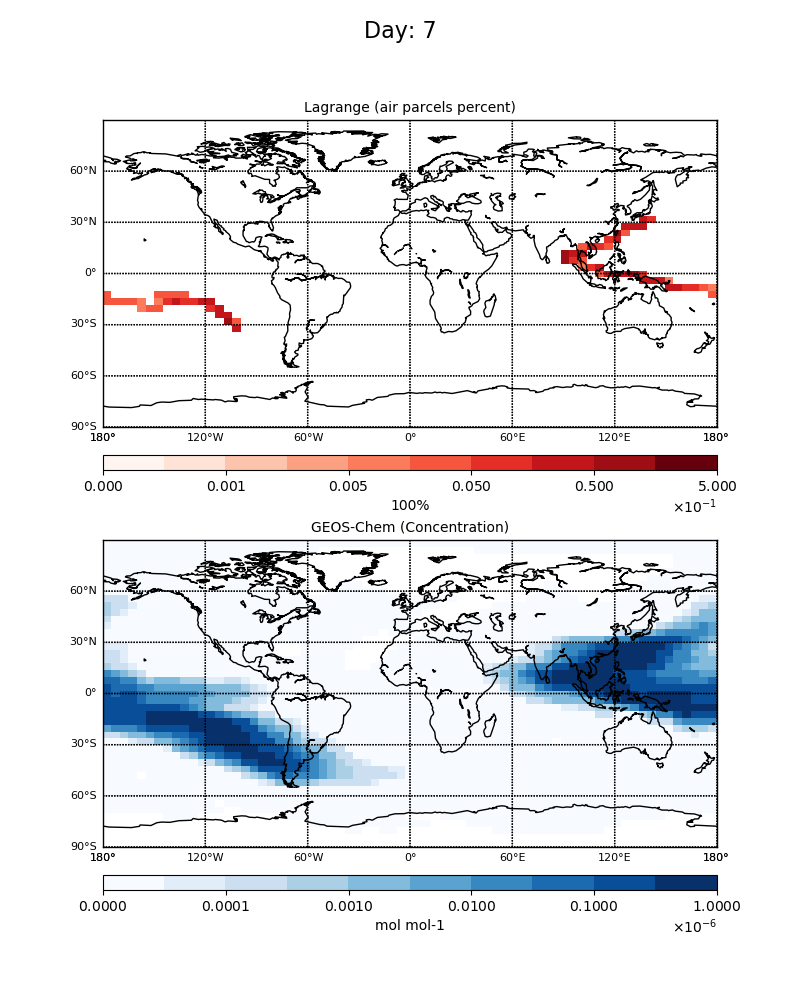 Day: 7
Lagrange (air parcels percent)
60°N
30°N
0°
30°S
60°S
90°S
180° 120°W 60°W 0° 60°E 120°E 180°
0.000 0.001 0.005 0.050 0.500 5.000
100% ×10⁻¹
GEOS-Chem (Concentration)
60°N
30°N
0°
30°S
60°S
90°S
180° 120°W 60°W 0° 60°E 120°E 180°
0.0000 0.0001 0.0010 0.0100 0.1000 1.0000
mol mol-1 ×10⁻⁶